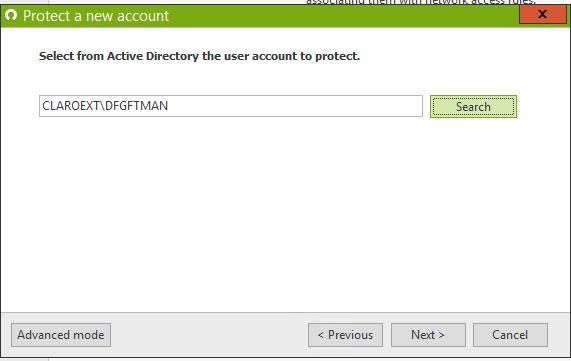 associating them with network access rules.
Protect a new account
X
Select from Active Directory the user account to protect.
CLAROEXT\DFGFTMAN
Search
Advanced mode
< Previous
Next >
Cancel